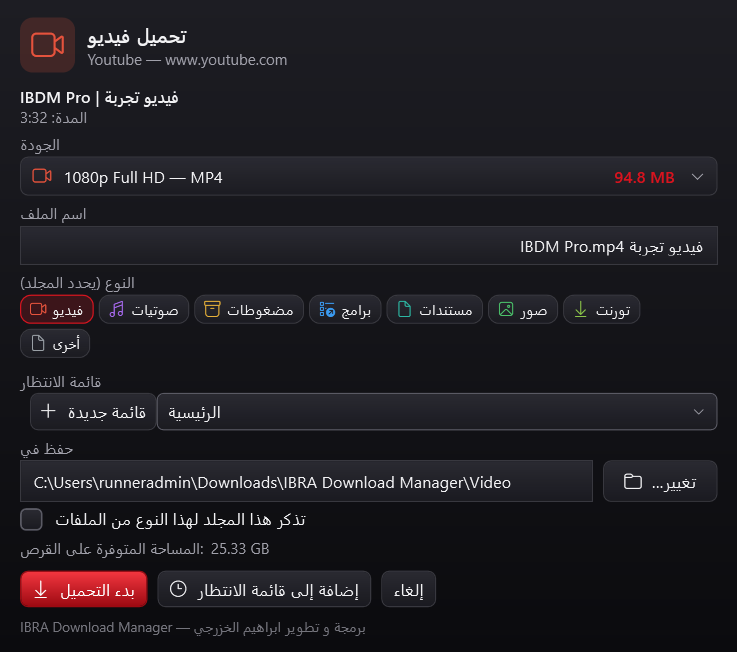 تحميل فيديو
Youtube — www.youtube.com
فيديو تجربة | IBDM Pro
المدة: 3:32
الجودة
1080p Full HD — MP4 94.8 MB
اسم الملف
فيديو تجربة IBDM Pro.mp4
النوع (يحدد المجلد)
فيديو صوتيات مضغوطات برامج مستندات صور تورنت
أخرى
قائمة الانتظار
قائمة جديدة الرئيسية
حفظ في
C:\Users\runneradmin\Downloads\IBRA Download Manager\Video تغيير...
تذكر هذا المجلد لهذا النوع من الملفات
المساحة المتوفرة على القرص: 25.33 GB
بدء التحميل إضافة إلى قائمة الانتظار إلغاء
IBRA Download Manager — برمجة و تطوير ابراهيم الخزرجي